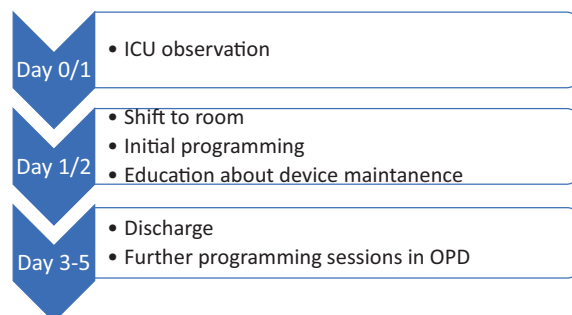 Day 0/1
• ICU observation
Day 1/2
• Shift to room
• Initial programming
• Education about device maintanence
Day 3-5
• Discharge
• Further programming sessions in OPD